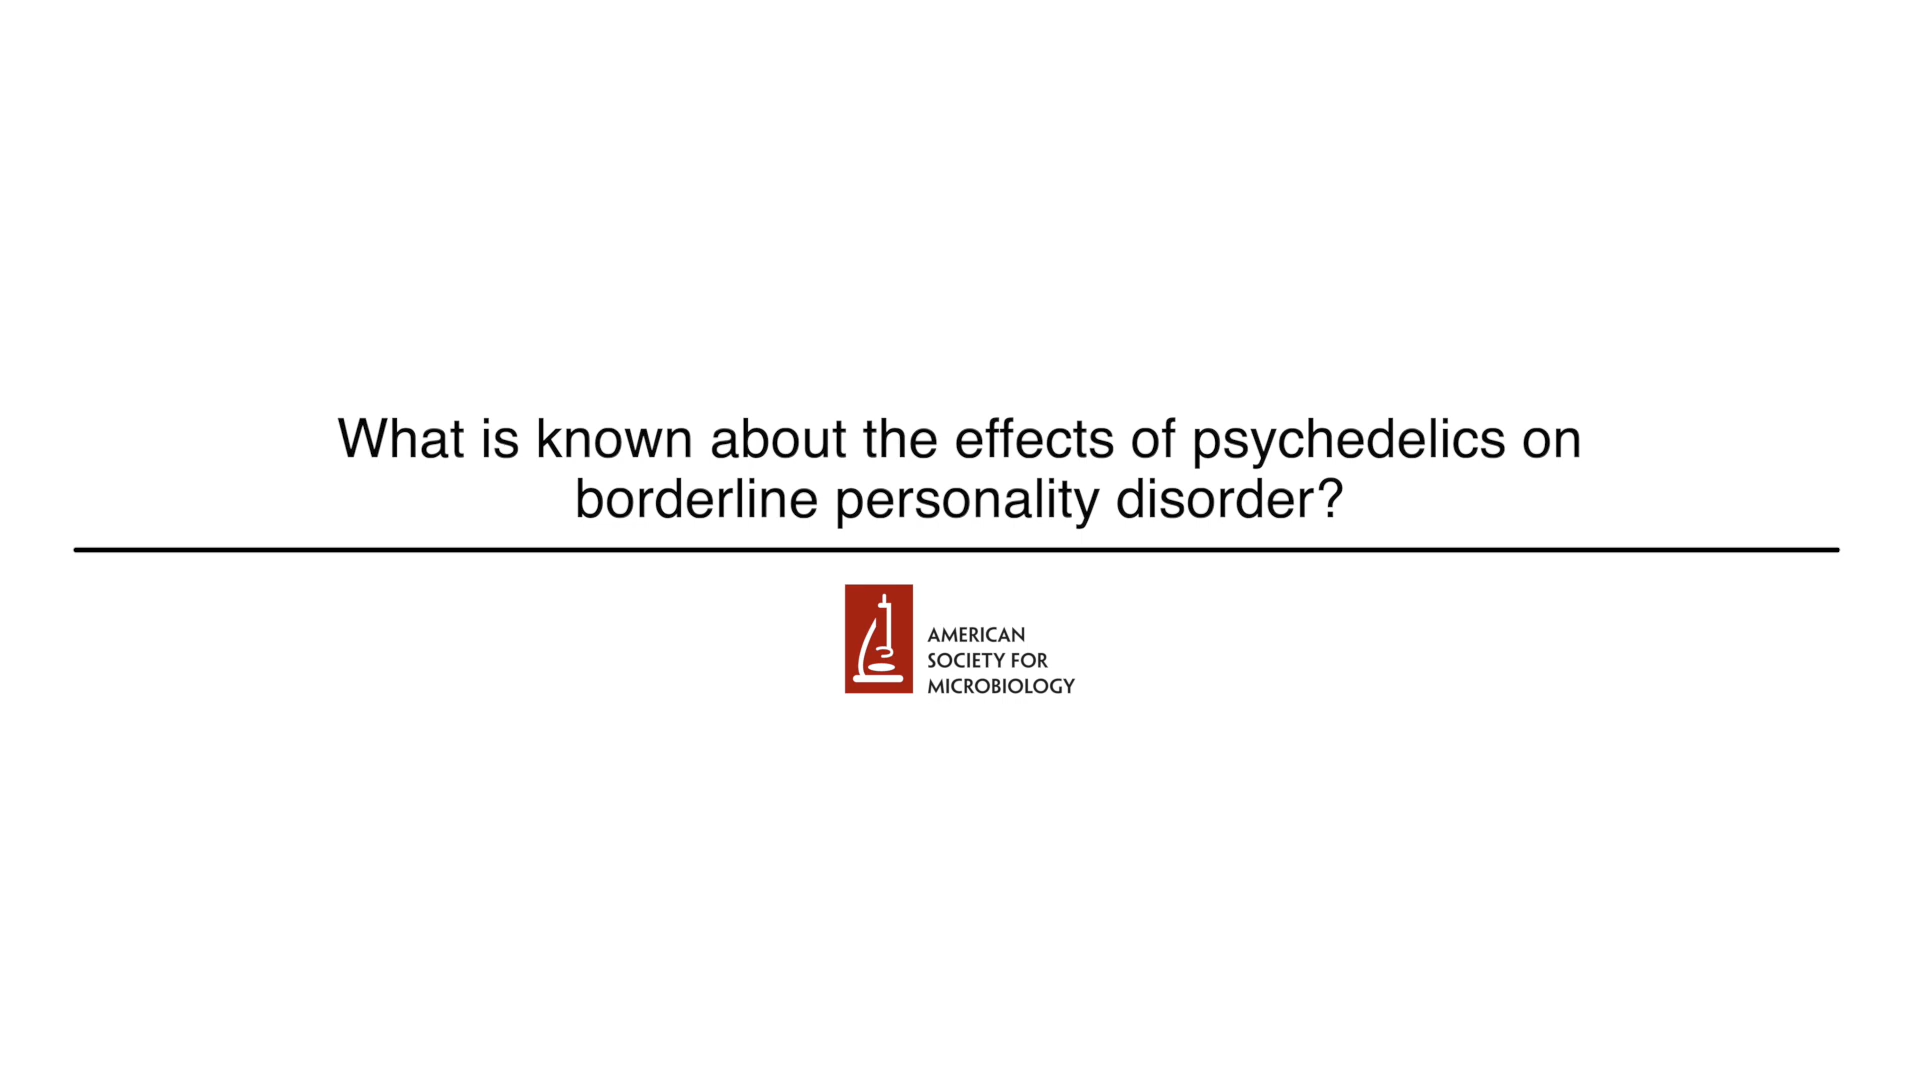 What is known about the effects of psychedelics on
borderline personality disorder?
AMERICAN
SOCIETY FOR
MICROBIOLOGY